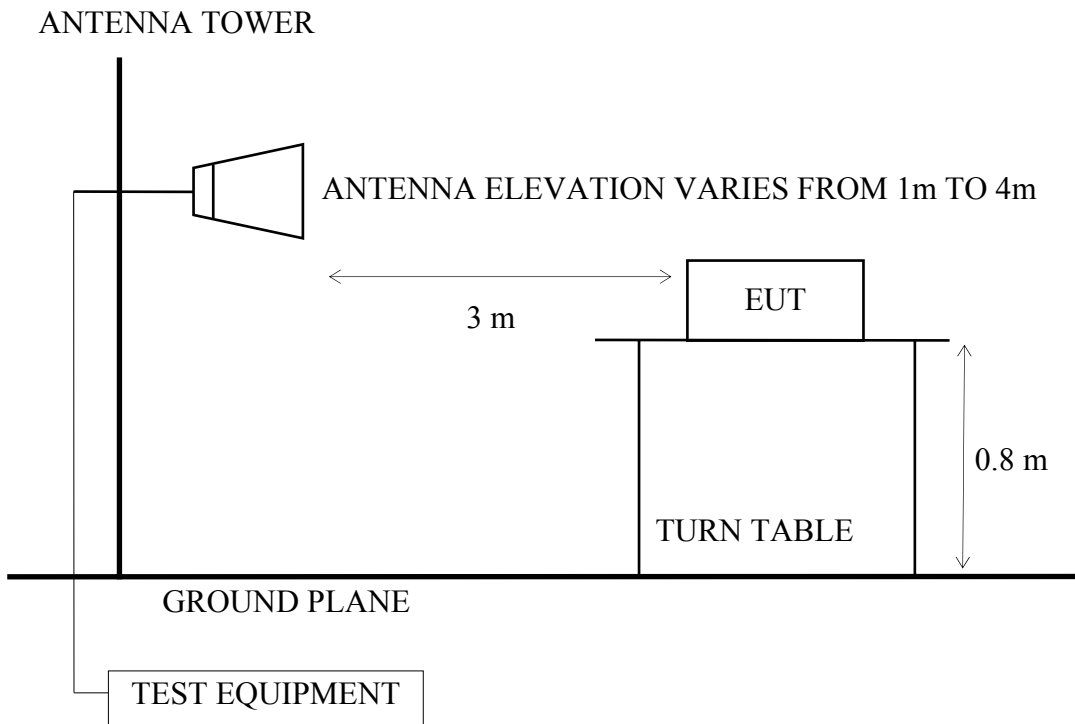 ANTENNA TOWER
ANTENNA ELEVATION VARIES FROM 1m TO 4m
EUT
3 m
0.8 m
TURN TABLE
GROUND PLANE
TEST EQUIPMENT